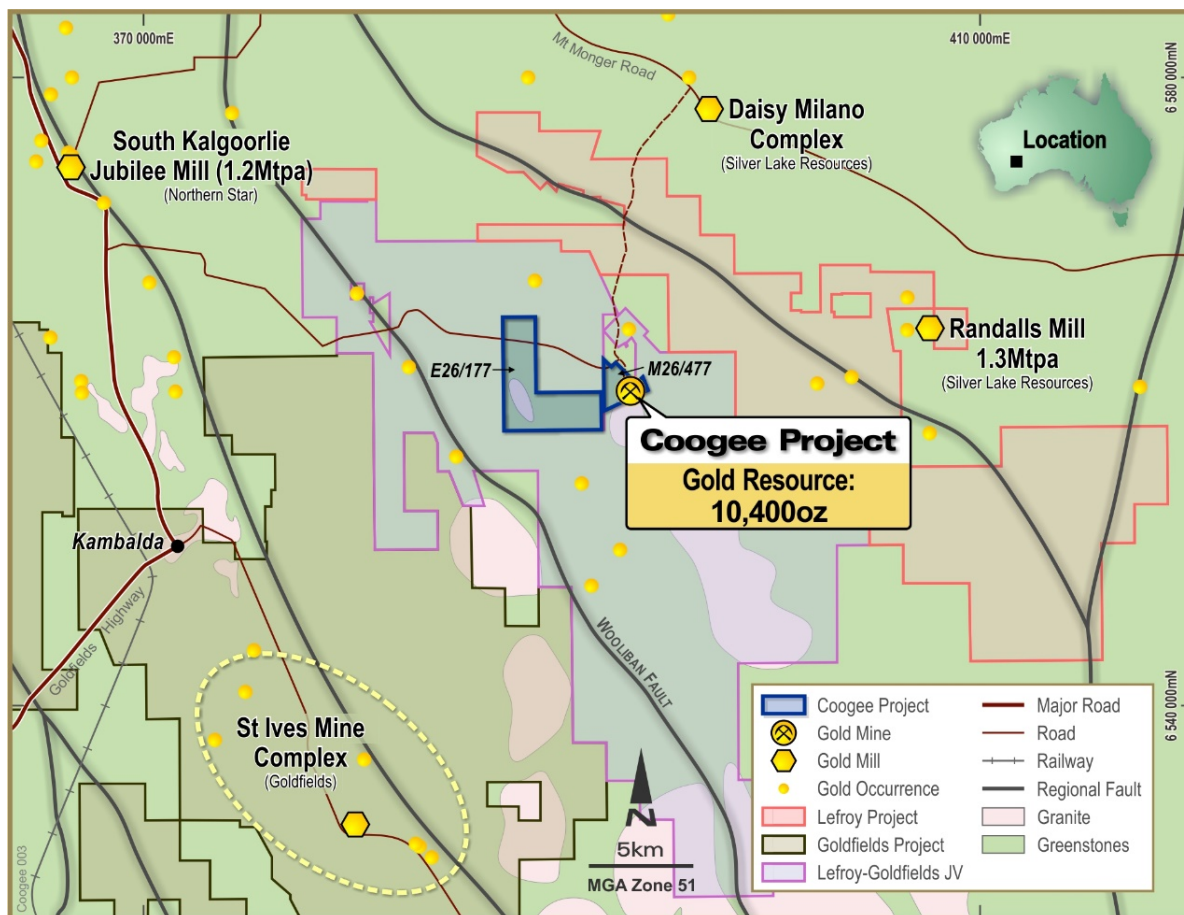 370 000mE
410 000mE
6 580 000mN
Mt Monger Road
Daisy Milano
Complex
(Silver Lake Resources)
Location
South Kalgoorlie
Jubilee Mill (1.2Mtpa)
(Northern Star)
Randalls Mill
1.3Mtpa
(Silver Lake Resources)
E26/177
M26/477
Coogee Project
Gold Resource:
10,400oz
Kambalda
Goldfields Highway
WOOLIBAN FAULT
St Ives Mine
Complex
(Goldfields)
6 540 000mN
Coogee Project
Gold Mine
Gold Mill
Gold Occurrence
Lefroy Project
Goldfields Project
Lefroy-Goldfields JV
Major Road
Road
Railway
Regional Fault
Granite
Greenstones
N
5km
MGA Zone 51
Coogee 003